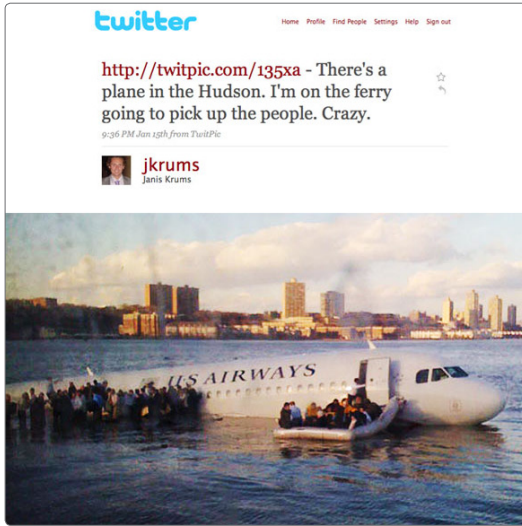 twitter
Home Profile Find People Settings Help Sign out
http://twitpic.com/135xa - There's a
plane in the Hudson. I'm on the ferry
going to pick up the people. Crazy.
9:36 PM Jan 15th from TwitPic
jkrums
Janis Krums
US AIRWAYS